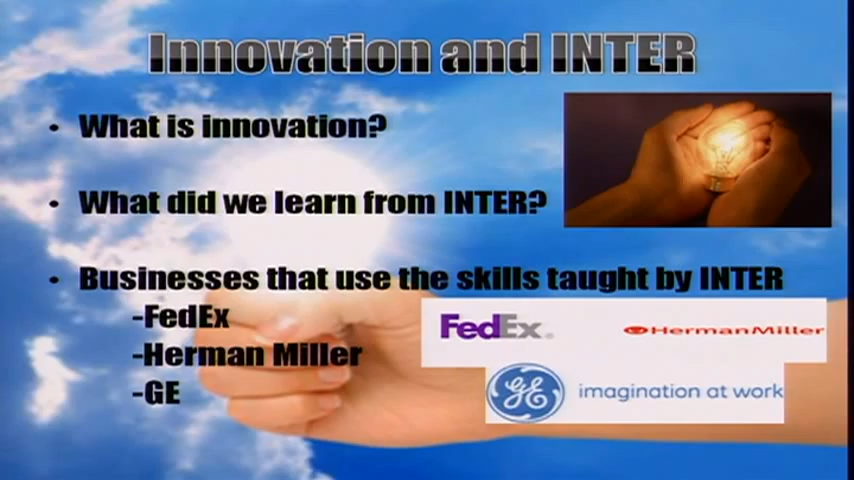 Innovation and INTER
• What is innovation?
• What did we learn from INTER?
• Businesses that use the skills taught by INTER
-FedEx
-Herman Miller
-GE
FedEx®
HermanMiller
GE imagination at work